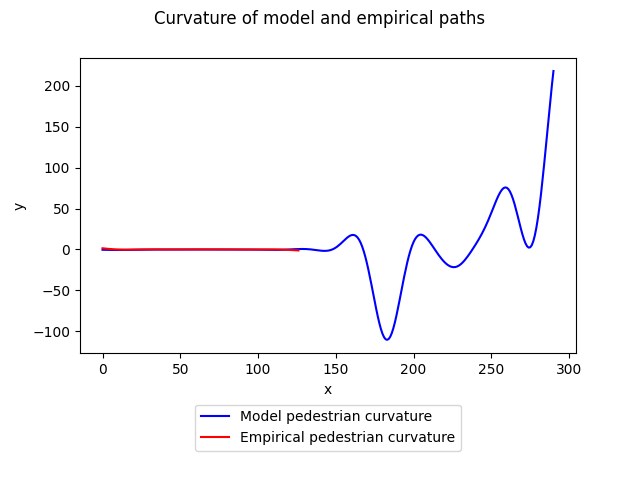 Curvature of model and empirical paths
y
200
150
100
50
0
−50
−100
0 50 100 150 200 250 300
x
Model pedestrian curvature
Empirical pedestrian curvature